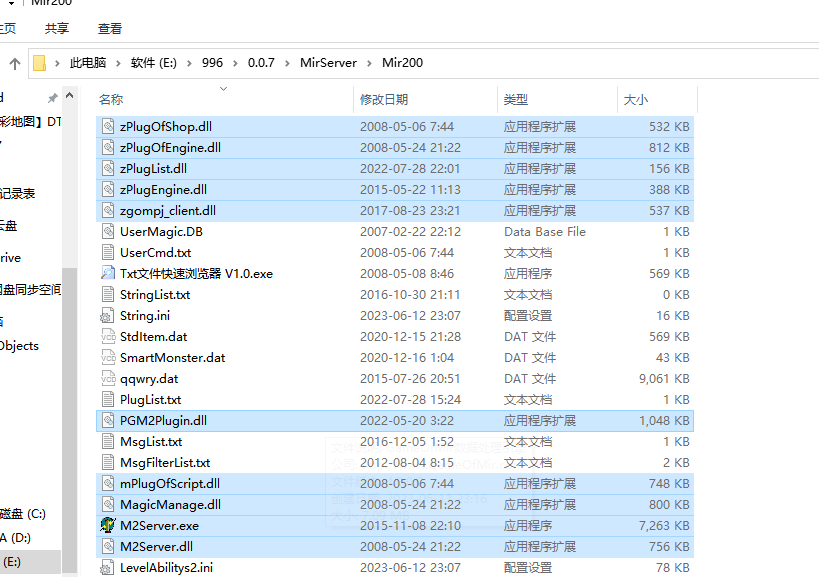 Mir200
主页 共享 查看
此电脑 › 软件 (E:) › 996 › 0.0.7 › MirServer › Mir200
名称 修改日期 类型 大小
zPlugOfShop.dll 2008-05-06 7:44 应用程序扩展 532 KB
zPlugOfEngine.dll 2008-05-24 21:22 应用程序扩展 812 KB
zPlugList.dll 2022-07-28 22:01 应用程序扩展 156 KB
zPlugEngine.dll 2015-05-22 11:13 应用程序扩展 388 KB
zgompj_client.dll 2017-08-23 23:21 应用程序扩展 537 KB
UserMagic.DB 2007-02-22 22:12 Data Base File 1 KB
UserCmd.txt 2008-05-06 7:44 文本文档 1 KB
Txt文件快速浏览器 V1.0.exe 2008-05-08 8:46 应用程序 569 KB
StringList.txt 2016-10-30 21:11 文本文档 0 KB
String.ini 2023-06-12 23:07 配置设置 16 KB
StdItem.dat 2020-12-15 21:28 DAT 文件 569 KB
SmartMonster.dat 2020-12-16 1:04 DAT 文件 43 KB
qqwry.dat 2015-07-26 20:51 DAT 文件 9,061 KB
PlugList.txt 2022-07-28 15:24 文本文档 1 KB
PGM2Plugin.dll 2022-05-20 3:22 应用程序扩展 1,048 KB
MsgList.txt 2016-12-05 1:52 文本文档 1 KB
MsgFilterList.txt 2012-08-04 8:15 文本文档 2 KB
mPlugOfScript.dll 2008-05-06 7:44 应用程序扩展 748 KB
MagicManage.dll 2008-05-24 21:22 应用程序扩展 800 KB
M2Server.exe 2015-11-08 22:10 应用程序 7,263 KB
M2Server.dll 2008-05-24 21:22 应用程序扩展 756 KB
LevelAbilitys2.ini 2023-06-12 23:07 配置设置 78 KB
d
彩地图】DT
记录表
云盘
rive
盘同步空间
Objects
磁盘 (C:)
A (D:)
(E:)